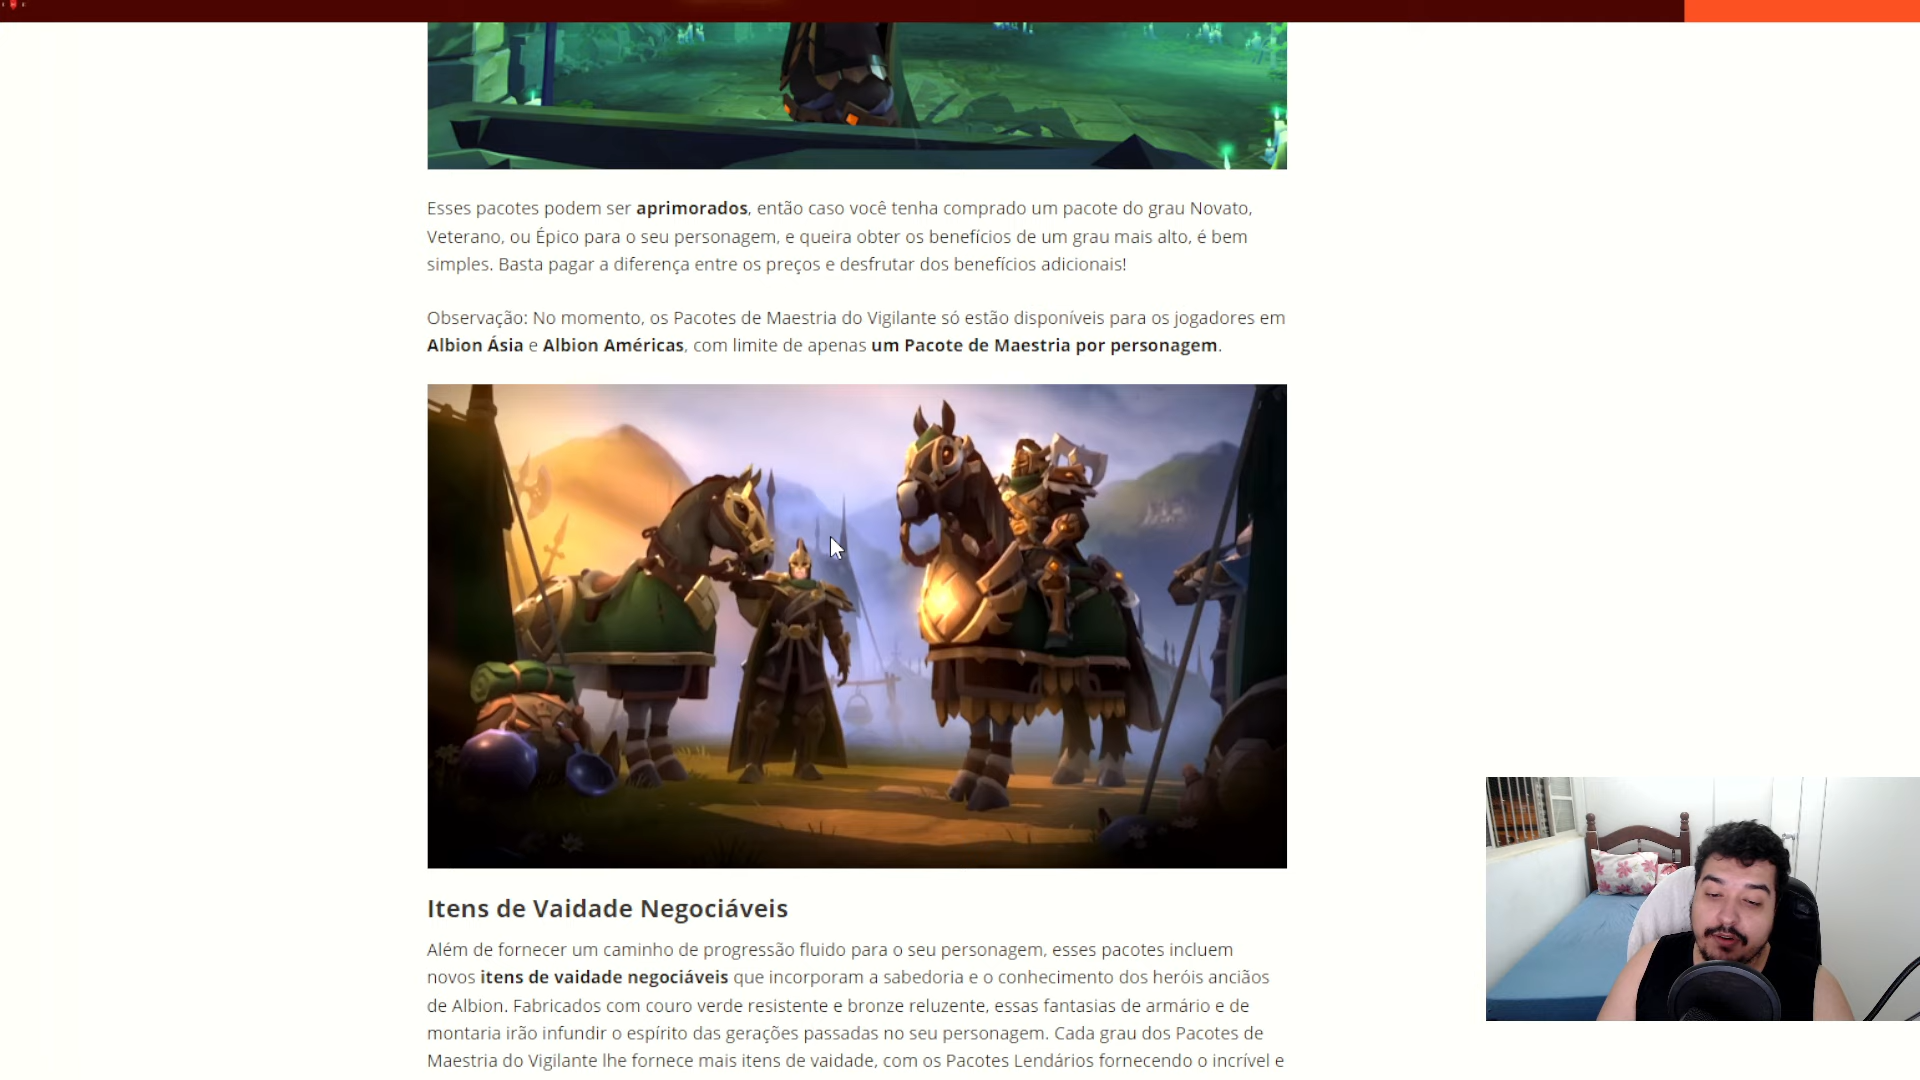 Esses pacotes podem ser aprimorados, então caso você tenha comprado um pacote do grau Novato,
Veterano, ou Épico para o seu personagem, e queira obter os benefícios de um grau mais alto, é bem
simples. Basta pagar a diferença entre os preços e desfrutar dos benefícios adicionais!
Observação: No momento, os Pacotes de Maestria do Vigilante só estão disponíveis para os jogadores em
Albion Ásia e Albion Américas, com limite de apenas um Pacote de Maestria por personagem.
Itens de Vaidade Negociáveis
Além de fornecer um caminho de progressão fluido para o seu personagem, esses pacotes incluem
novos itens de vaidade negociáveis que incorporam a sabedoria e o conhecimento dos heróis anciãos
de Albion. Fabricados com couro verde resistente e bronze reluzente, essas fantasias de armário e de
montaria irão infundir o espírito das gerações passadas no seu personagem. Cada grau dos Pacotes de
Maestria do Vigilante lhe fornece mais itens de vaidade, com os Pacotes Lendários fornecendo o incrível e